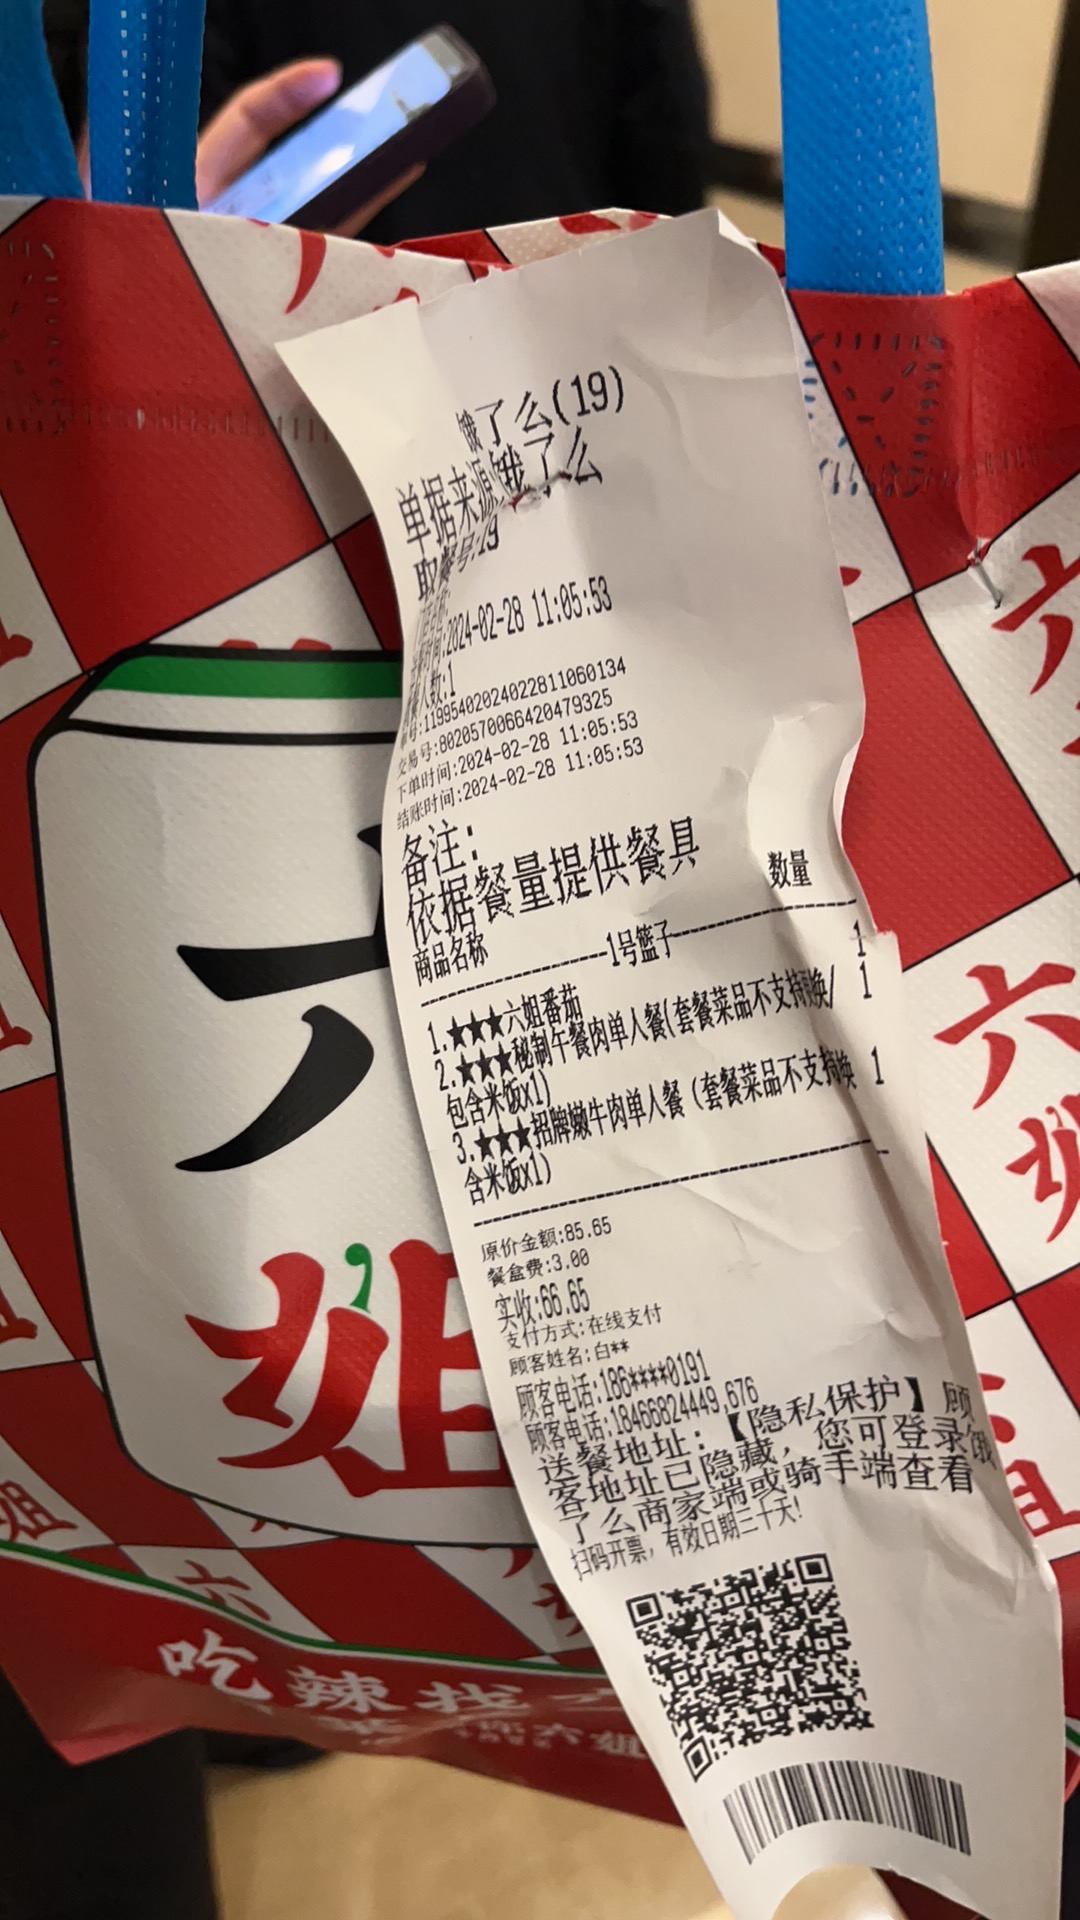 饿了么(19)
单据来源:饿了么
取餐号:19
时间:2024-02-28 11:05:53
人数:1
号:11995402024022811060134
交易号:8020570066420479325
下单时间:2024-02-28 11:05:53
结账时间:2024-02-28 11:05:53
备注:
依据餐量提供餐具
商品名称 数量
1号篮子
1.★★★六姐番茄 1
2.★★★秘制午餐肉单人餐(套餐菜品不支持更换/ 1
包含米饭x1)
3.★★★招牌嫩牛肉单人餐 (套餐菜品不支持 换 1
含米饭x1)
原价金额:85.65
餐盒费:3.00
实收:66.65
支付方式:在线支付
顾客姓名:白**
顾客电话:186****0191
顾客电话:18466824449,676
送餐地址:【隐私保护】顾
客地址已隐藏,您可登录饿
了么商家端或骑手端查看
扫码开票,有效日期三十天!
六
姐
六
姐
吃辣找